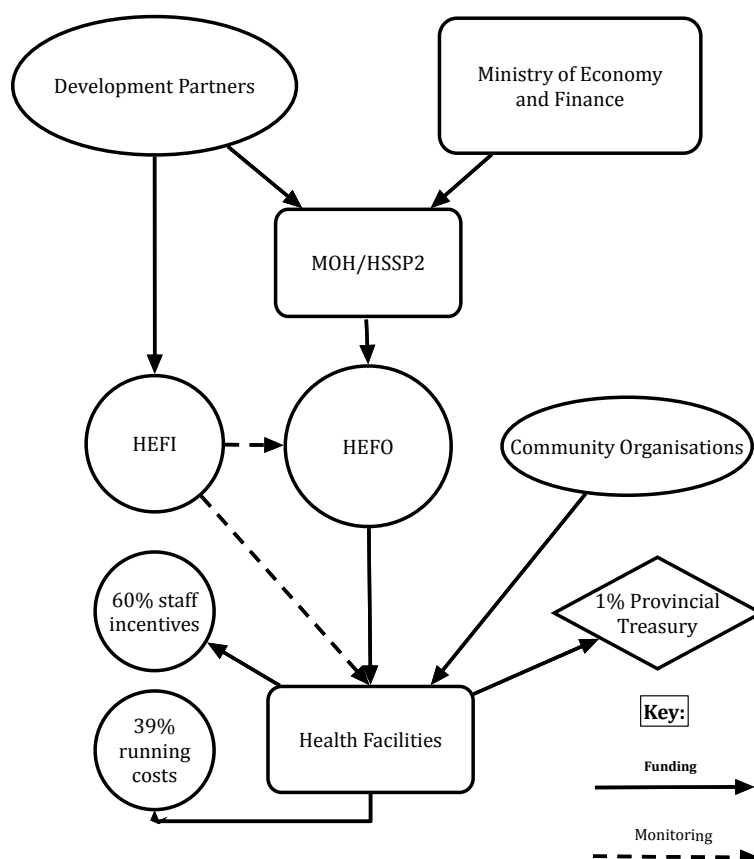 Development Partners
Ministry of Economy
and Finance
MOH/HSSP2
HEFI
HEFO
Community Organisations
60% staff
incentives
1% Provincial
Treasury
39%
running
costs
Health Facilities
Key:
Funding
Monitoring